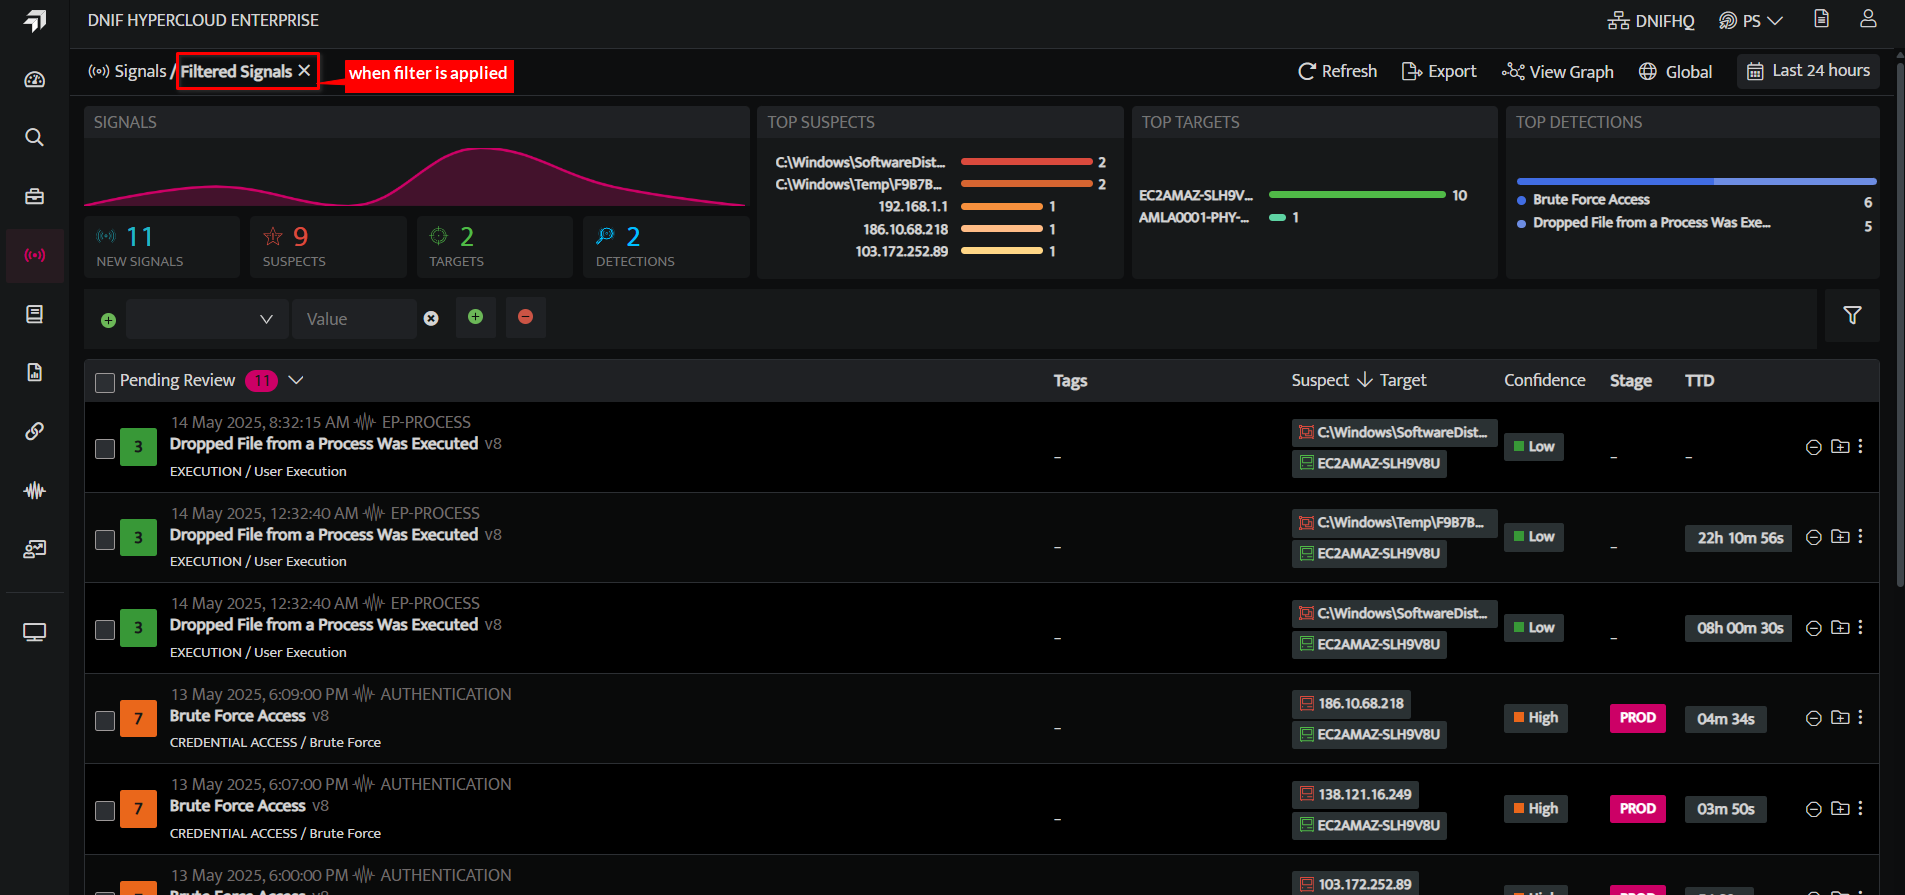 DNIF HYPERCLOUD ENTERPRISE
DNIFHQ
PS
Signals / Filtered Signals ✕
when filter is applied
Refresh
Export
View Graph
Global
Last 24 hours
SIGNALS
11
NEW SIGNALS
9
SUSPECTS
2
TARGETS
2
DETECTIONS
TOP SUSPECTS
C:\Windows\SoftwareDist... 2
C:\Windows\Temp\F9B7B... 2
192.168.1.1 1
186.10.68.218 1
103.172.252.89 1
TOP TARGETS
EC2AMAZ-SLH9V... 10
AMLA0001-PHY-... 1
TOP DETECTIONS
Brute Force Access 6
Dropped File from a Process Was Exe... 5
Value
Pending Review 11 Tags Suspect ↓ Target Confidence Stage TTD
3
14 May 2025, 8:32:15 AM EP-PROCESS
Dropped File from a Process Was Executed v8
EXECUTION / User Execution
–
C:\Windows\SoftwareDist...
EC2AMAZ-SLH9V8U
Low
–
–
3
14 May 2025, 12:32:40 AM EP-PROCESS
Dropped File from a Process Was Executed v8
EXECUTION / User Execution
–
C:\Windows\Temp\F9B7B...
EC2AMAZ-SLH9V8U
Low
–
22h 10m 56s
3
14 May 2025, 12:32:40 AM EP-PROCESS
Dropped File from a Process Was Executed v8
EXECUTION / User Execution
–
C:\Windows\SoftwareDist...
EC2AMAZ-SLH9V8U
Low
–
08h 00m 30s
7
13 May 2025, 6:09:00 PM AUTHENTICATION
Brute Force Access v8
CREDENTIAL ACCESS / Brute Force
–
186.10.68.218
EC2AMAZ-SLH9V8U
High
PROD
04m 34s
7
13 May 2025, 6:07:00 PM AUTHENTICATION
Brute Force Access v8
CREDENTIAL ACCESS / Brute Force
–
138.121.16.249
EC2AMAZ-SLH9V8U
High
PROD
03m 50s
13 May 2025, 6:00:00 PM AUTHENTICATION
Brute Force Access v8
103.172.252.89
High
PROD